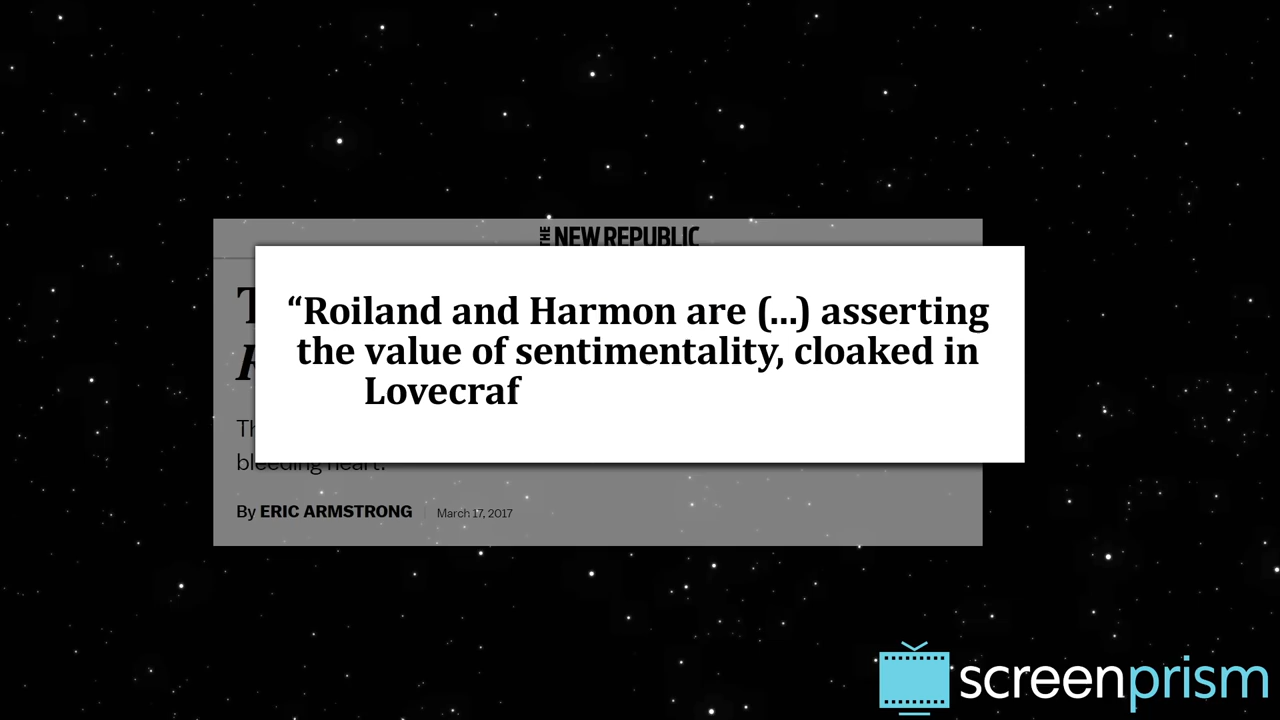 THE NEW REPUBLIC
“Roiland and Harmon are (...) asserting
the value of sentimentality, cloaked in
Lovecraf
bleeding heart.
By ERIC ARMSTRONG | March 17, 2017
screenprism